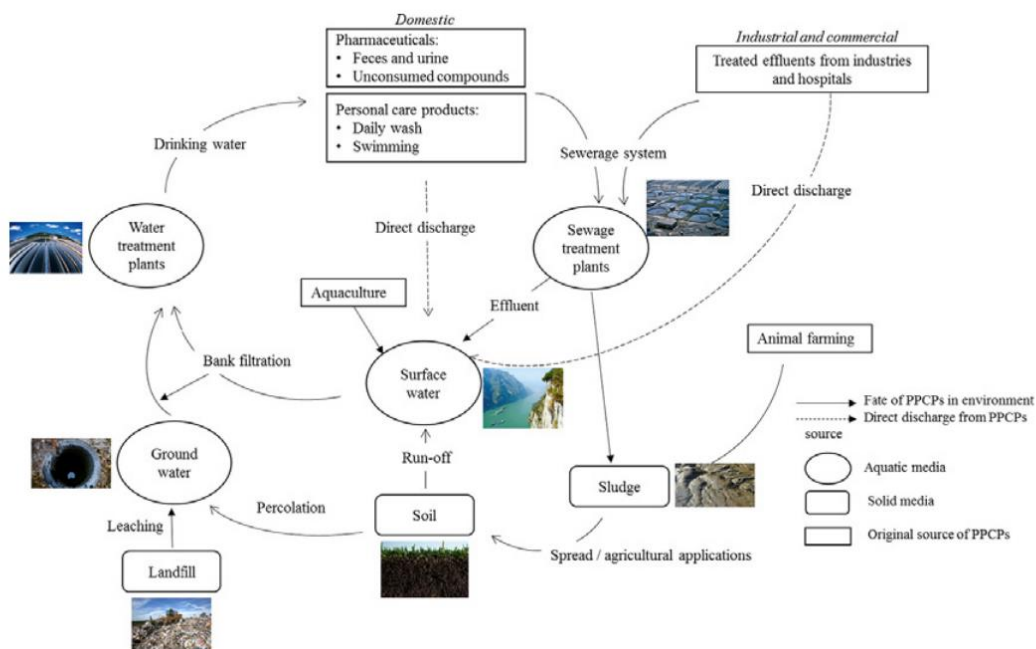 Domestic
Pharmaceuticals:
• Feces and urine
• Unconsumed compounds
Personal care products:
• Daily wash
• Swimming
Industrial and commercial
Treated effluents from industries
and hospitals
Drinking water
Sewerage system
Direct discharge
Direct discharge
Water
treatment
plants
Sewage
treatment
plants
Aquaculture
Effluent
Animal farming
Bank filtration
Surface
water
Fate of PPCPs in environment
Direct discharge from PPCPs
source
Ground
water
Run-off
Aquatic media
Sludge
Solid media
Percolation
Soil
Leaching
Original source of PPCPs
Spread / agricultural applications
Landfill